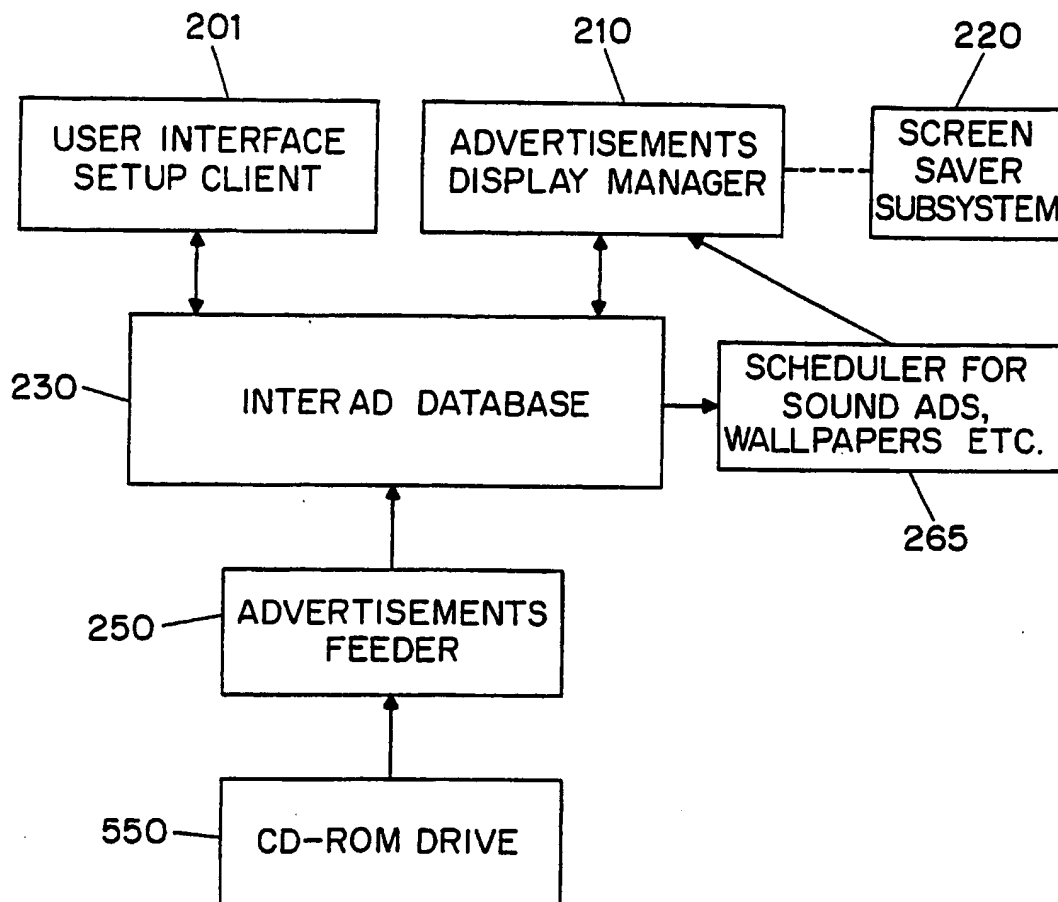 201
210
220
USER INTERFACE
SETUP CLIENT
ADVERTISEMENTS
DISPLAY MANAGER
SCREEN
SAVER
SUBSYSTEM
230
INTER AD DATABASE
SCHEDULER FOR
SOUND ADS,
WALLPAPERS ETC.
265
250
ADVERTISEMENTS
FEEDER
550
CD-ROM DRIVE